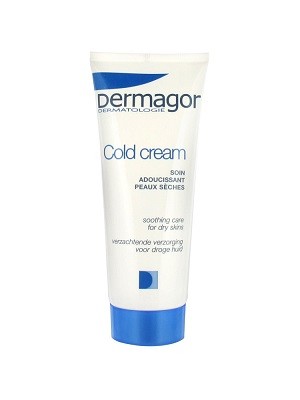 Dermagor
DERMATOLOGIE
Cold cream
SOIN
ADOUCISSANT
PEAUX SÈCHES
soothing care
for dry skins
verzachtende verzorging
voor droge huid